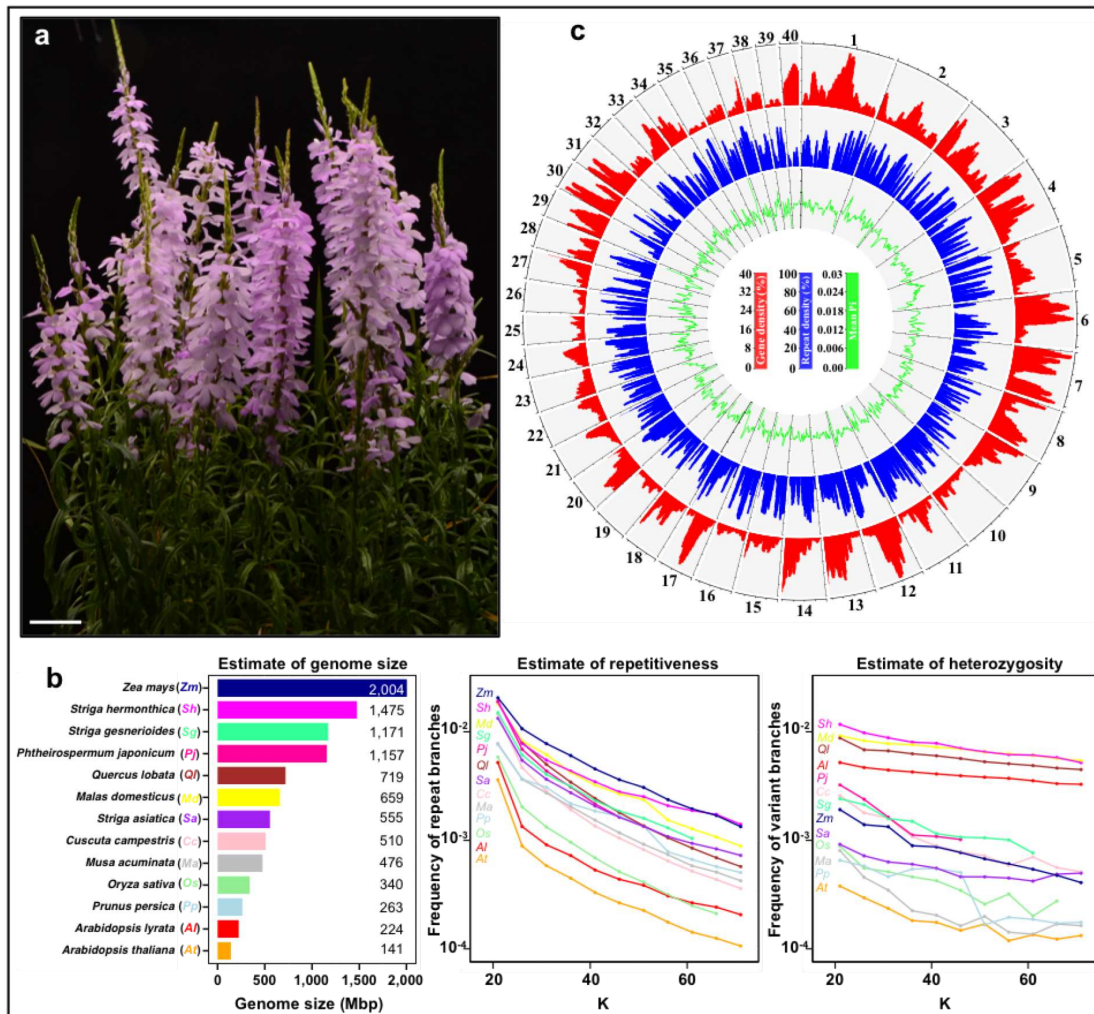 a
c
1
2
3
4
5
6
7
8
9
10
11
12
13
14
15
16
17
18
19
20
21
22
23
24
25
26
27
28
29
30
31
32
33
34
35
36
37
38
39
40
40
32
24
16
8
0
Gene density (%)
100
80
60
40
20
0
Repeat density (%)
0.03
0.024
0.018
0.012
0.006
0.00
Mean Pi
b
Estimate of genome size
Zea mays (Zm) 2,004
Striga hermonthica (Sh) 1,475
Striga gesnerioides (Sg) 1,171
Phtheirospermum japonicum (Pj) 1,157
Quercus lobata (Ql) 719
Malas domesticus (Md) 659
Striga asiatica (Sa) 555
Cuscuta campestris (Cc) 510
Musa acuminata (Ma) 476
Oryza sativa (Os) 340
Prunus persica (Pp) 263
Arabidopsis lyrata (Al) 224
Arabidopsis thaliana (At) 141
0 500 1,000 1,500 2,000
Genome size (Mbp)
Estimate of repetitiveness
Frequency of repeat branches
10-2
10-3
10-4
Zm
Sh
Md
Sg
Pj
Ql
Sa
Cc
Ma
Pp
Os
Al
At
20 40 60
K
Estimate of heterozygosity
Frequency of variant branches
10-2
10-3
10-4
Sh
Md
Ql
Al
Pj
Cc
Sg
Zm
Sa
Os
Ma
Pp
At
20 40 60
K